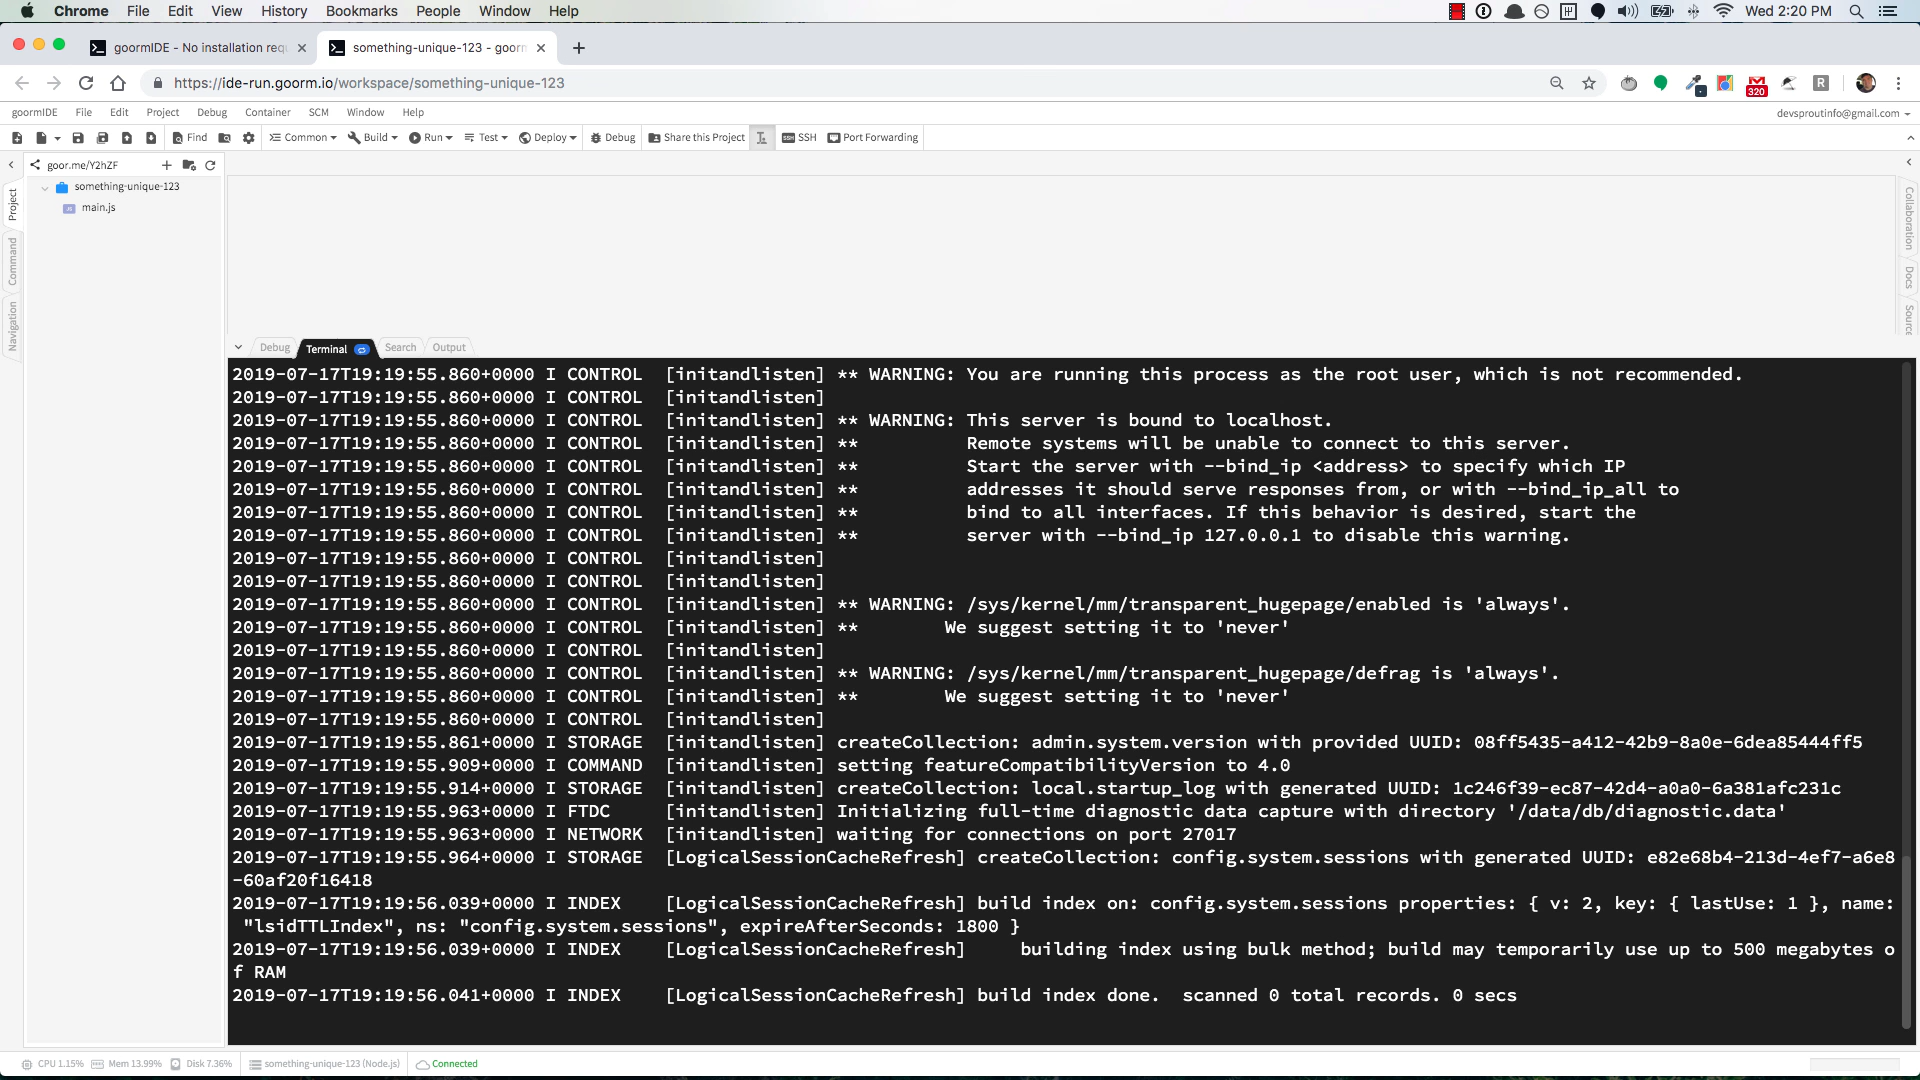 Chrome File Edit View History Bookmarks People Window Help Wed 2:20 PM
goormIDE - No installation req something-unique-123 - goorm
https://ide-run.goorm.io/workspace/something-unique-123 320 R
goormIDE File Edit Project Debug Container SCM Window Help devsproutinfo@gmail.com
Find Common Build Run Test Deploy Debug Share this Project SSH SSH Port Forwarding
goor.me/Y2hZF
something-unique-123
JS main.js
Project
Command
Navigation
Collaboration
Docs
Source
Debug Terminal Search Output
2019-07-17T19:19:55.860+0000 I CONTROL [initandlisten] ** WARNING: You are running this process as the root user, which is not recommended.
2019-07-17T19:19:55.860+0000 I CONTROL [initandlisten]
2019-07-17T19:19:55.860+0000 I CONTROL [initandlisten] ** WARNING: This server is bound to localhost.
2019-07-17T19:19:55.860+0000 I CONTROL [initandlisten] ** Remote systems will be unable to connect to this server.
2019-07-17T19:19:55.860+0000 I CONTROL [initandlisten] ** Start the server with --bind_ip <address> to specify which IP
2019-07-17T19:19:55.860+0000 I CONTROL [initandlisten] ** addresses it should serve responses from, or with --bind_ip_all to
2019-07-17T19:19:55.860+0000 I CONTROL [initandlisten] ** bind to all interfaces. If this behavior is desired, start the
2019-07-17T19:19:55.860+0000 I CONTROL [initandlisten] ** server with --bind_ip 127.0.0.1 to disable this warning.
2019-07-17T19:19:55.860+0000 I CONTROL [initandlisten]
2019-07-17T19:19:55.860+0000 I CONTROL [initandlisten]
2019-07-17T19:19:55.860+0000 I CONTROL [initandlisten] ** WARNING: /sys/kernel/mm/transparent_hugepage/enabled is 'always'.
2019-07-17T19:19:55.860+0000 I CONTROL [initandlisten] ** We suggest setting it to 'never'
2019-07-17T19:19:55.860+0000 I CONTROL [initandlisten]
2019-07-17T19:19:55.860+0000 I CONTROL [initandlisten] ** WARNING: /sys/kernel/mm/transparent_hugepage/defrag is 'always'.
2019-07-17T19:19:55.860+0000 I CONTROL [initandlisten] ** We suggest setting it to 'never'
2019-07-17T19:19:55.860+0000 I CONTROL [initandlisten]
2019-07-17T19:19:55.861+0000 I STORAGE [initandlisten] createCollection: admin.system.version with provided UUID: 08ff5435-a412-42b9-8a0e-6dea85444ff5
2019-07-17T19:19:55.909+0000 I COMMAND [initandlisten] setting featureCompatibilityVersion to 4.0
2019-07-17T19:19:55.914+0000 I STORAGE [initandlisten] createCollection: local.startup_log with generated UUID: 1c246f39-ec87-42d4-a0a0-6a381afc231c
2019-07-17T19:19:55.963+0000 I FTDC [initandlisten] Initializing full-time diagnostic data capture with directory '/data/db/diagnostic.data'
2019-07-17T19:19:55.963+0000 I NETWORK [initandlisten] waiting for connections on port 27017
2019-07-17T19:19:55.964+0000 I STORAGE [LogicalSessionCacheRefresh] createCollection: config.system.sessions with generated UUID: e82e68b4-213d-4ef7-a6e8
-60af20f16418
2019-07-17T19:19:56.039+0000 I INDEX [LogicalSessionCacheRefresh] build index on: config.system.sessions properties: { v: 2, key: { lastUse: 1 }, name:
"lsidTTLIndex", ns: "config.system.sessions", expireAfterSeconds: 1800 }
2019-07-17T19:19:56.039+0000 I INDEX [LogicalSessionCacheRefresh] building index using bulk method; build may temporarily use up to 500 megabytes o
f RAM
2019-07-17T19:19:56.041+0000 I INDEX [LogicalSessionCacheRefresh] build index done. scanned 0 total records. 0 secs
CPU 1.15% Mem 13.99% Disk 7.36% something-unique-123 (Node.js) Connected